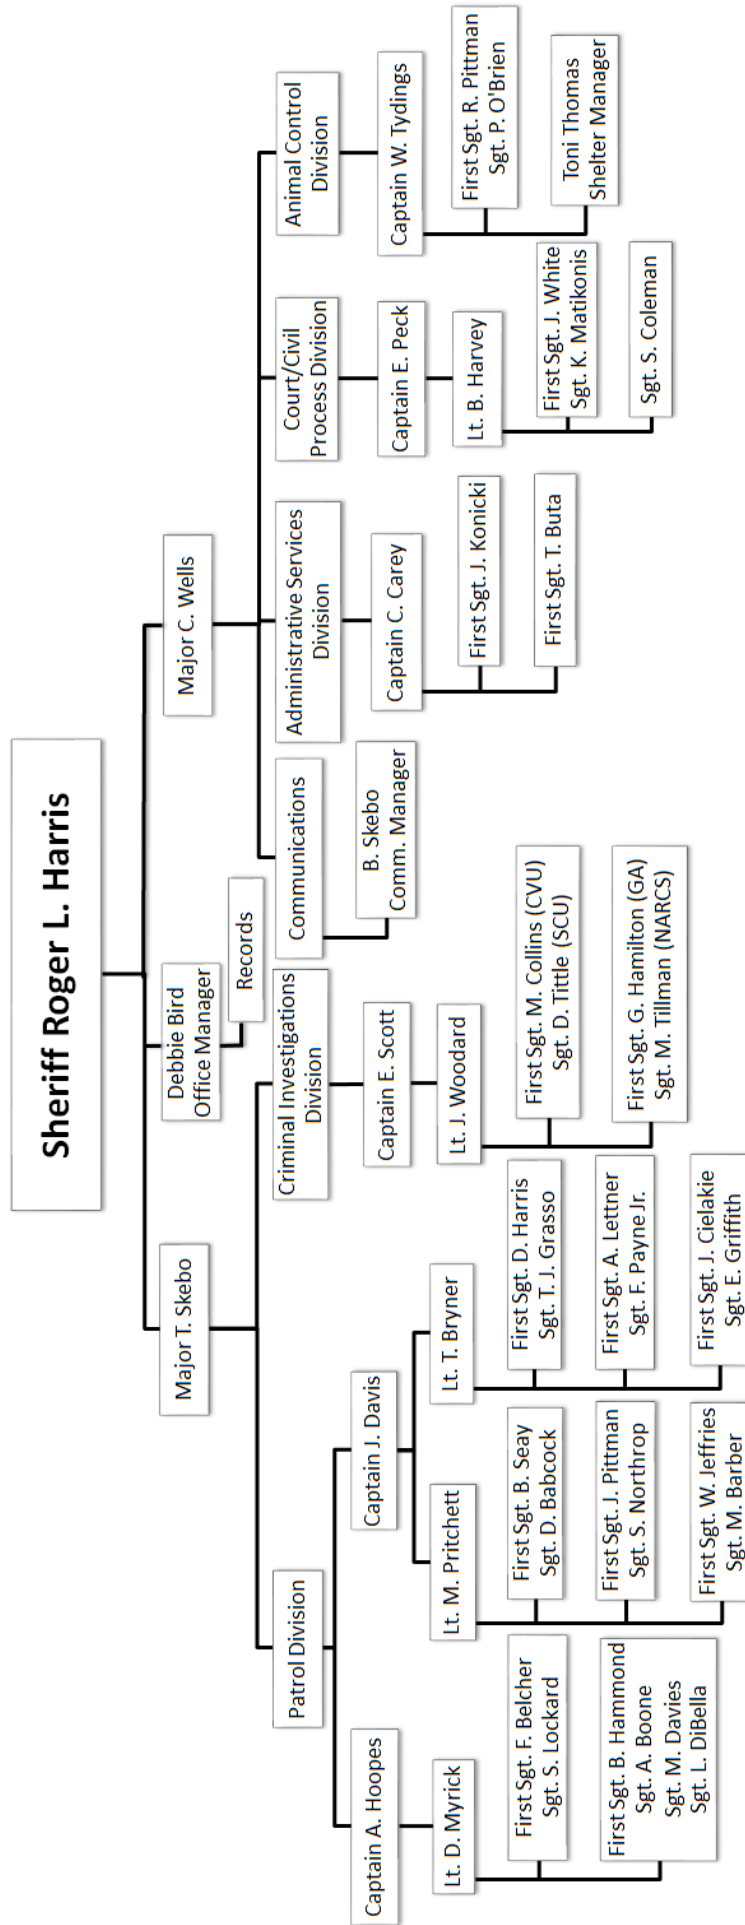 Sheriff Roger L. Harris
Major T. Skebo
Debbie Bird
Office Manager
Records
Major C. Wells
Patrol Division
Criminal Investigations
Division
Communications
Administrative Services
Division
Court/Civil
Process Division
Animal Control
Division
Captain A. Hoopes
Captain J. Davis
Captain E. Scott
B. Skebo
Comm. Manager
Captain C. Carey
Captain E. Peck
Captain W. Tydings
Lt. D. Myrick
Lt. M. Pritchett
Lt. T. Bryner
Lt. J. Woodard
Lt. B. Harvey
First Sgt. F. Belcher
Sgt. S. Lockard
First Sgt. B. Hammond
Sgt. A. Boone
Sgt. M. Davies
Sgt. L. DiBella
First Sgt. B. Seay
Sgt. D. Babcock
First Sgt. J. Pittman
Sgt. S. Northrop
First Sgt. W. Jeffries
Sgt. M. Barber
First Sgt. D. Harris
Sgt. T. J. Grasso
First Sgt. A. Lettner
Sgt. F. Payne Jr.
First Sgt. J. Cielakie
Sgt. E. Griffith
First Sgt. M. Collins (CVU)
Sgt. D. Tittle (SCU)
First Sgt. G. Hamilton (GA)
Sgt. M. Tillman (NARCS)
First Sgt. J. Konicki
First Sgt. T. Buta
First Sgt. J. White
Sgt. K. Matikonis
Sgt. S. Coleman
First Sgt. R. Pittman
Sgt. P. O'Brien
Toni Thomas
Shelter Manager